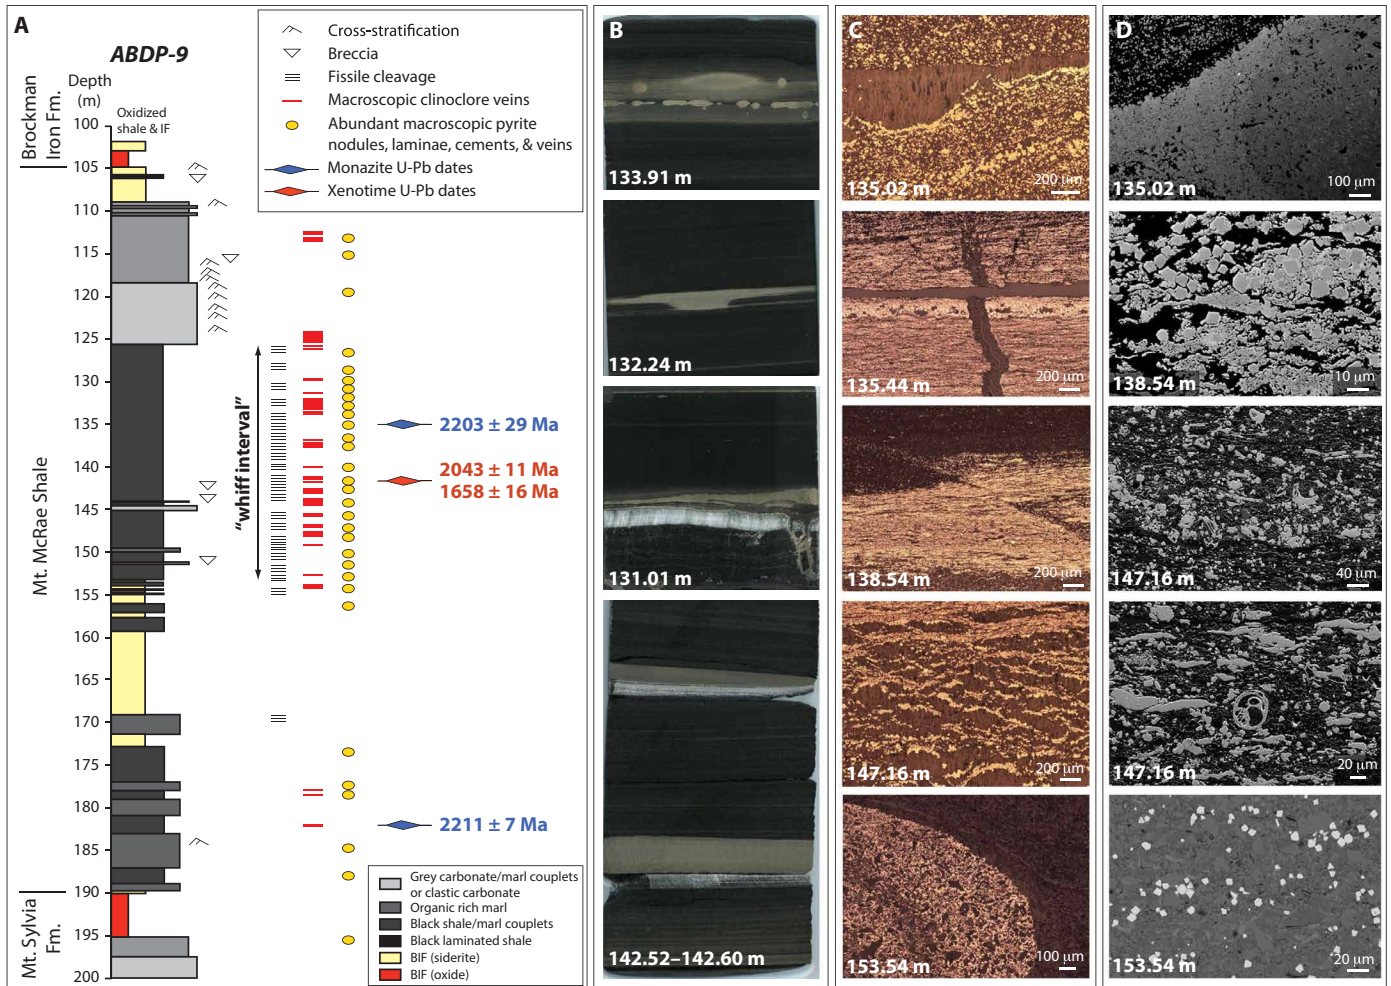 A
ABDP-9
Depth
(m)
Oxidized
shale & IF
Brockman
Iron Fm.
Mt. McRae Shale
Mt. Sylvia
Fm.
100
105
110
115
120
125
130
135
140
145
150
155
160
165
170
175
180
185
190
195
200
Cross-stratification
Breccia
Fissile cleavage
Macroscopic clinoclore veins
Abundant macroscopic pyrite
nodules, laminae, cements, & veins
Monazite U-Pb dates
Xenotime U-Pb dates
"whiff interval"
2203 ± 29 Ma
2043 ± 11 Ma
1658 ± 16 Ma
2211 ± 7 Ma
Grey carbonate/marl couplets
or clastic carbonate
Organic rich marl
Black shale/marl couplets
Black laminated shale
BIF (siderite)
BIF (oxide)
B
133.91 m
132.24 m
131.01 m
142.52–142.60 m
C
135.02 m
200 µm
135.44 m
200 µm
138.54 m
200 µm
147.16 m
200 µm
153.54 m
100 µm
D
135.02 m
100 µm
138.54 m
10 µm
147.16 m
40 µm
147.16 m
20 µm
153.54 m
20 µm